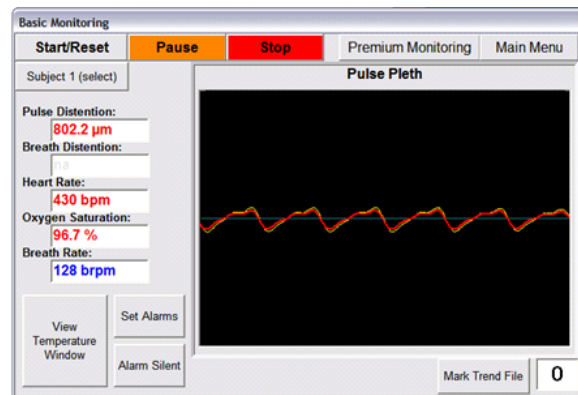 Basic Monitoring
Start/Reset
Pause
Stop
Premium Monitoring
Main Menu
Subject 1 (select)
Pulse Pleth
Pulse Distention:
802.2 µm
Breath Distention:
na
Heart Rate:
430 bpm
Oxygen Saturation:
96.7 %
Breath Rate:
128 brpm
View
Temperature
Window
Set Alarms
Alarm Silent
Mark Trend File
0